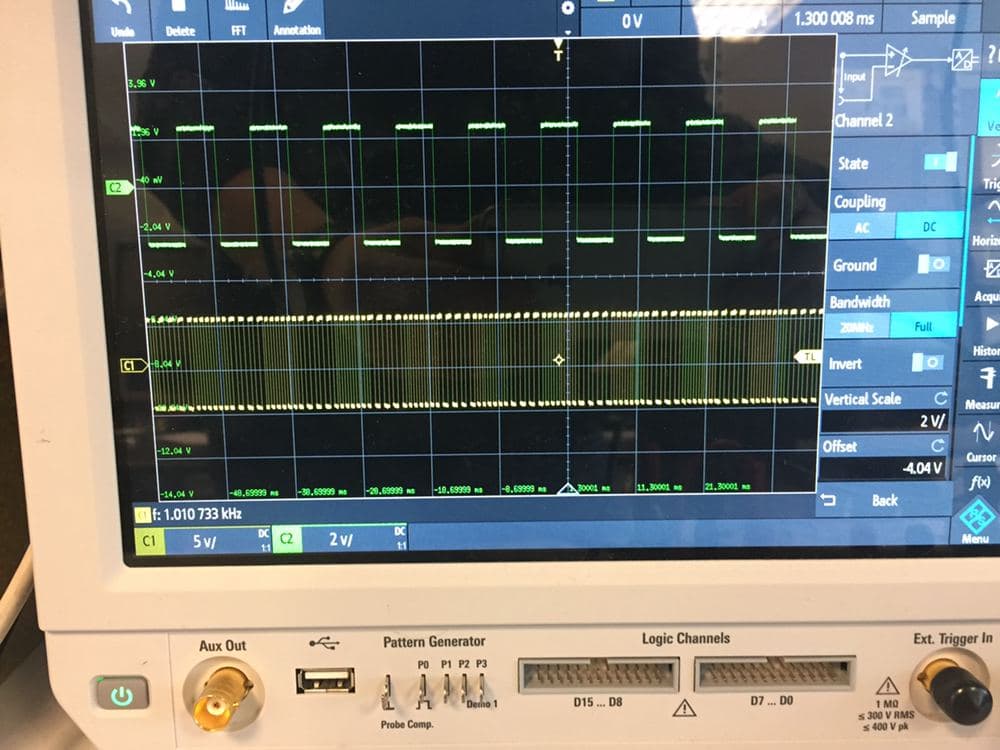 Undo
Delete
FFT
Annotation
0 V
1.300 008 ms
Sample
T
Input
Channel 2
State
Coupling
AC
DC
Ground
Bandwidth
20MHz
Full
Invert
Vertical Scale
2 V/
Offset
-4.04 V
Back
Menu
Cursor
f(x)
3.96 V
1.96 V
C2
-40 mV
-2.04 V
-4.04 V
C1
-8.04 V
TL
-12.04 V
-14.04 V
-48.69999 ms
-38.69999 ms
-28.69999 ms
-18.69999 ms
-8.69999 ms
1.30001 ms
11.30001 ms
21.30001 ms
f: 1.010 733 kHz
C1
5 V/
DC
1:1
C2
2 V/
DC
1:1
Aux Out
Pattern Generator
P0 P1 P2 P3
Demo 1
Probe Comp.
Logic Channels
D15 ... D8
D7 ... D0
Ext. Trigger In
1 MΩ
≤ 300 V RMS
≤ 400 V pk